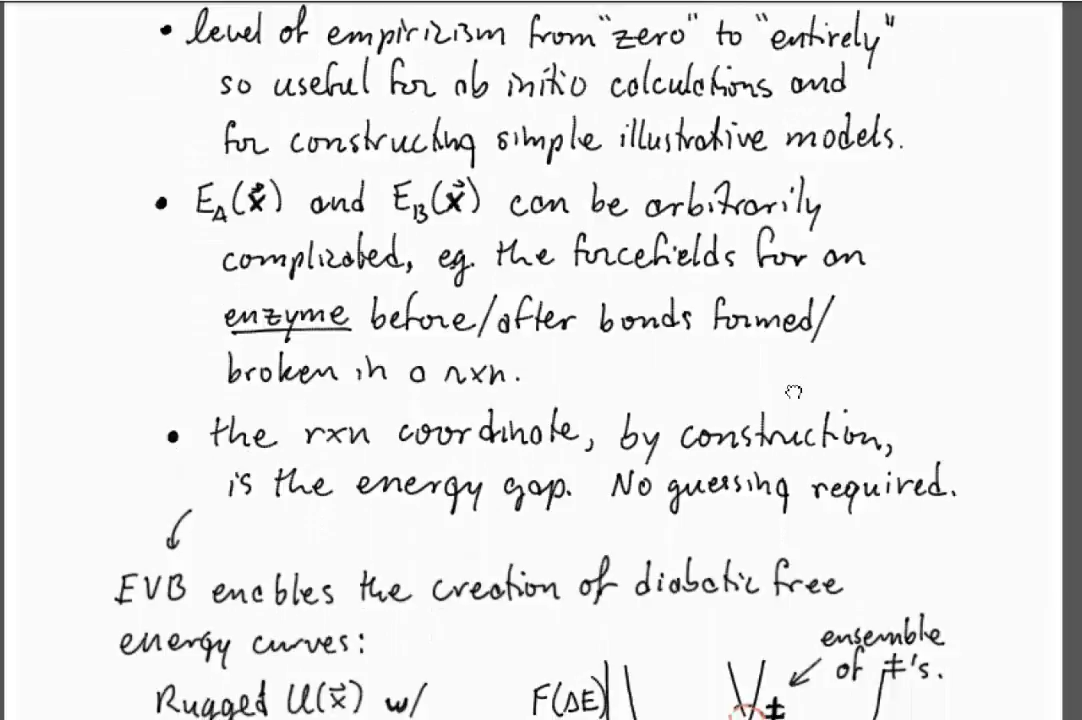 • level of empiricism from "zero" to "entirely"
so useful for ab initio calculations and
for constructing simple illustrative models.
• E_A(x⃗) and E_B(x⃗) can be arbitrarily
complicated, eg. the forcefields for an
enzyme before/after bonds formed/
broken in a rxn.
• the rxn coordinate, by construction,
is the energy gap. No guessing required.
EVB enables the creation of diabatic free
energy curves:
ensemble
of ‡'s.
Rugged U(x⃗) w/
F(ΔE)
‡